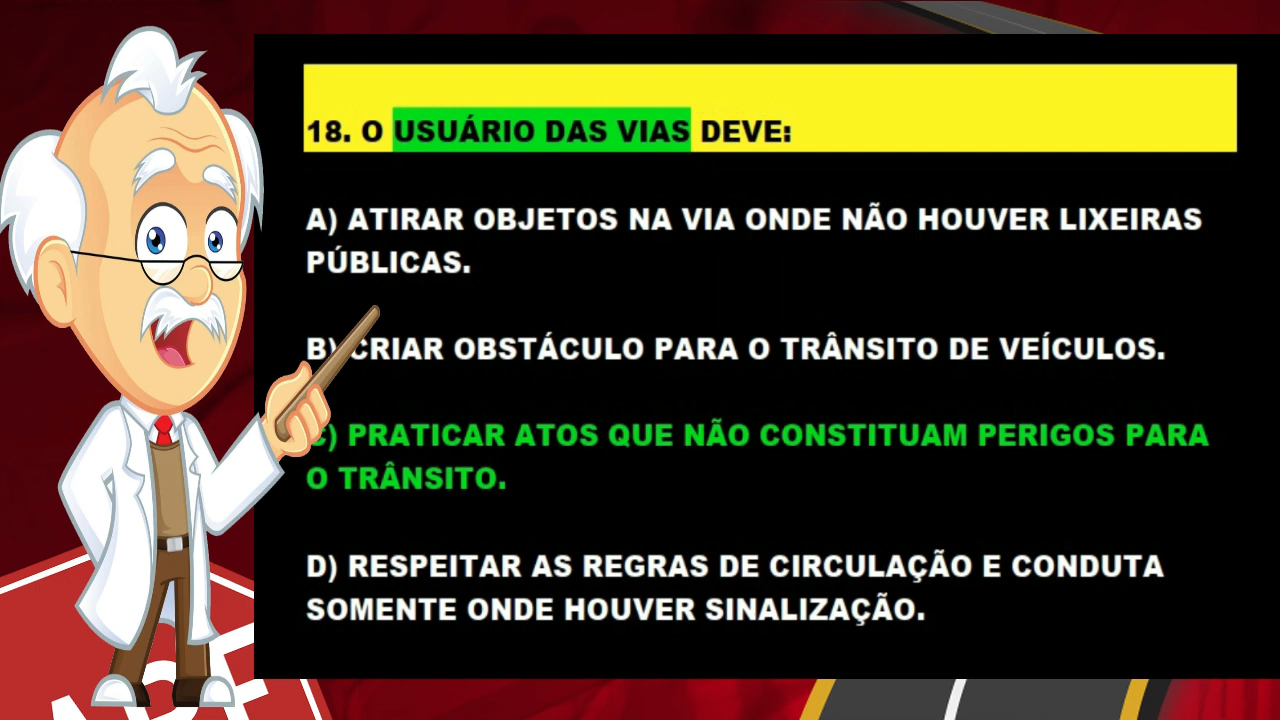 18. O USUÁRIO DAS VIAS DEVE:
A) ATIRAR OBJETOS NA VIA ONDE NÃO HOUVER LIXEIRAS
PÚBLICAS.
B) CRIAR OBSTÁCULO PARA O TRÂNSITO DE VEÍCULOS.
C) PRATICAR ATOS QUE NÃO CONSTITUAM PERIGOS PARA
O TRÂNSITO.
D) RESPEITAR AS REGRAS DE CIRCULAÇÃO E CONDUTA
SOMENTE ONDE HOUVER SINALIZAÇÃO.